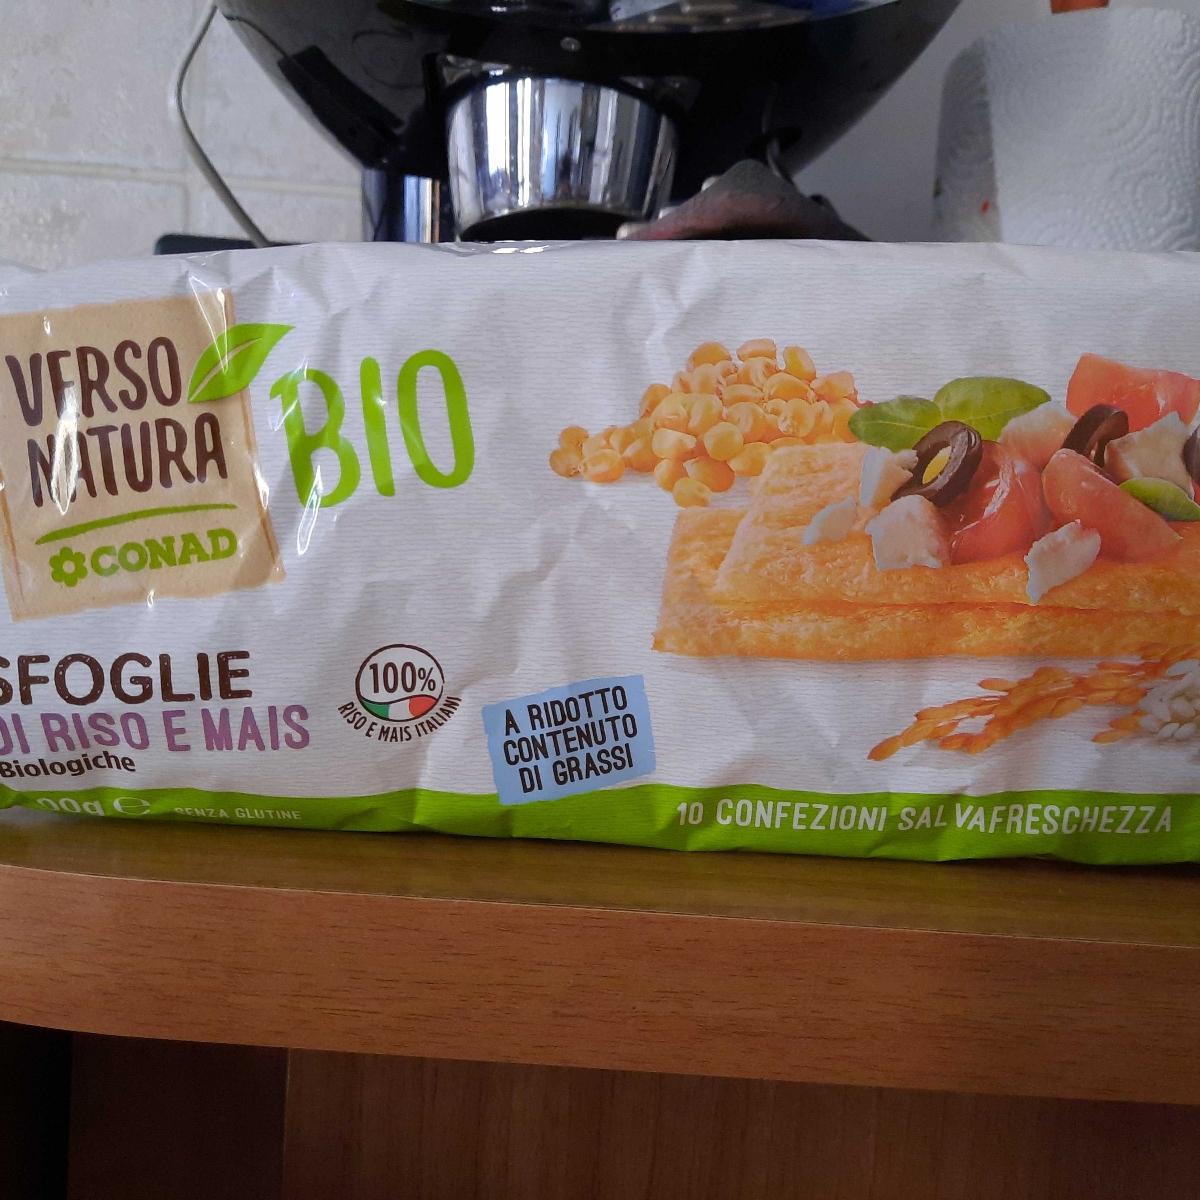 VERSO
NATURA
CONAD
BIO
SFOGLIE
DI RISO E MAIS
Biologiche
100%
RISO E MAIS ITALIANI
A RIDOTTO
CONTENUTO
DI GRASSI
00g ℮ SENZA GLUTINE
10 CONFEZIONI SALVAFRESCHEZZA